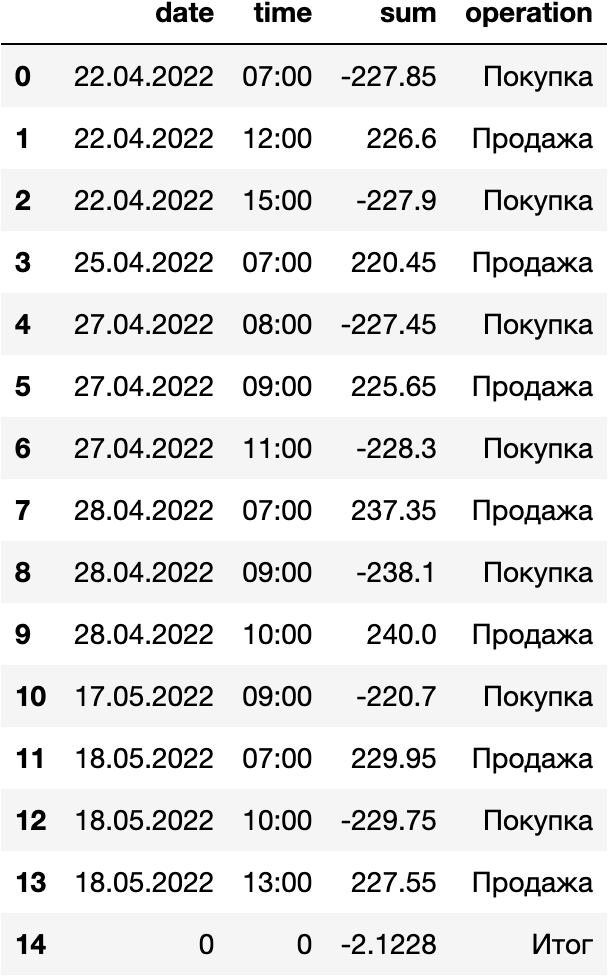 date time sum operation
0 22.04.2022 07:00 -227.85 Покупка
1 22.04.2022 12:00 226.6 Продажа
2 22.04.2022 15:00 -227.9 Покупка
3 25.04.2022 07:00 220.45 Продажа
4 27.04.2022 08:00 -227.45 Покупка
5 27.04.2022 09:00 225.65 Продажа
6 27.04.2022 11:00 -228.3 Покупка
7 28.04.2022 07:00 237.35 Продажа
8 28.04.2022 09:00 -238.1 Покупка
9 28.04.2022 10:00 240.0 Продажа
10 17.05.2022 09:00 -220.7 Покупка
11 18.05.2022 07:00 229.95 Продажа
12 18.05.2022 10:00 -229.75 Покупка
13 18.05.2022 13:00 227.55 Продажа
14 0 0 -2.1228 Итог